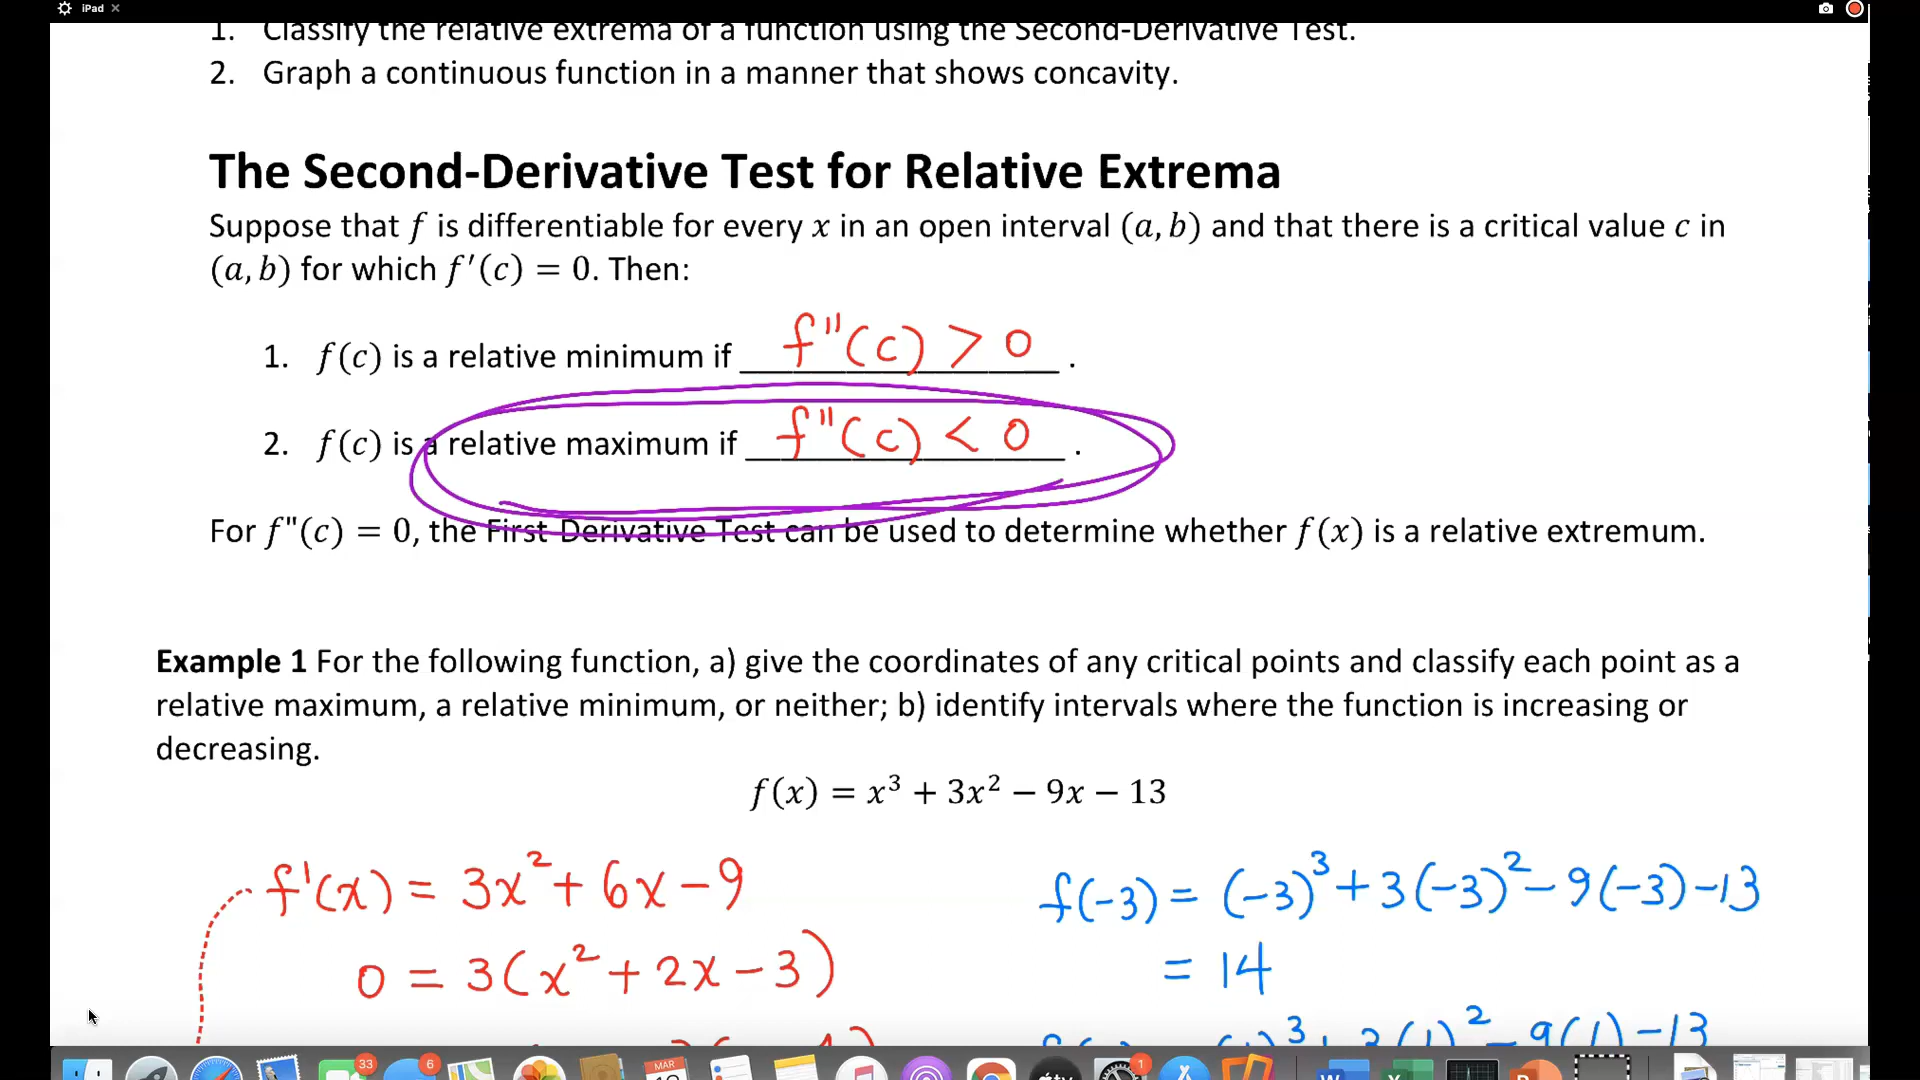 iPad
1. Classify the relative extrema of a function using the Second-Derivative Test.
2. Graph a continuous function in a manner that shows concavity.
The Second-Derivative Test for Relative Extrema
Suppose that f is differentiable for every x in an open interval (a, b) and that there is a critical value c in
(a, b) for which f′(c) = 0. Then:
1. f(c) is a relative minimum if f"(c) > 0 .
2. f(c) is a relative maximum if f"(c) < 0 .
For f"(c) = 0, the First Derivative Test can be used to determine whether f(x) is a relative extremum.
Example 1 For the following function, a) give the coordinates of any critical points and classify each point as a
relative maximum, a relative minimum, or neither; b) identify intervals where the function is increasing or
decreasing.
f(x) = x³ + 3x² − 9x − 13
f'(x) = 3x² + 6x − 9
0 = 3(x² + 2x − 3)
f(−3) = (−3)³ + 3(−3)² − 9(−3) − 13
= 14
33
6
MAR
1